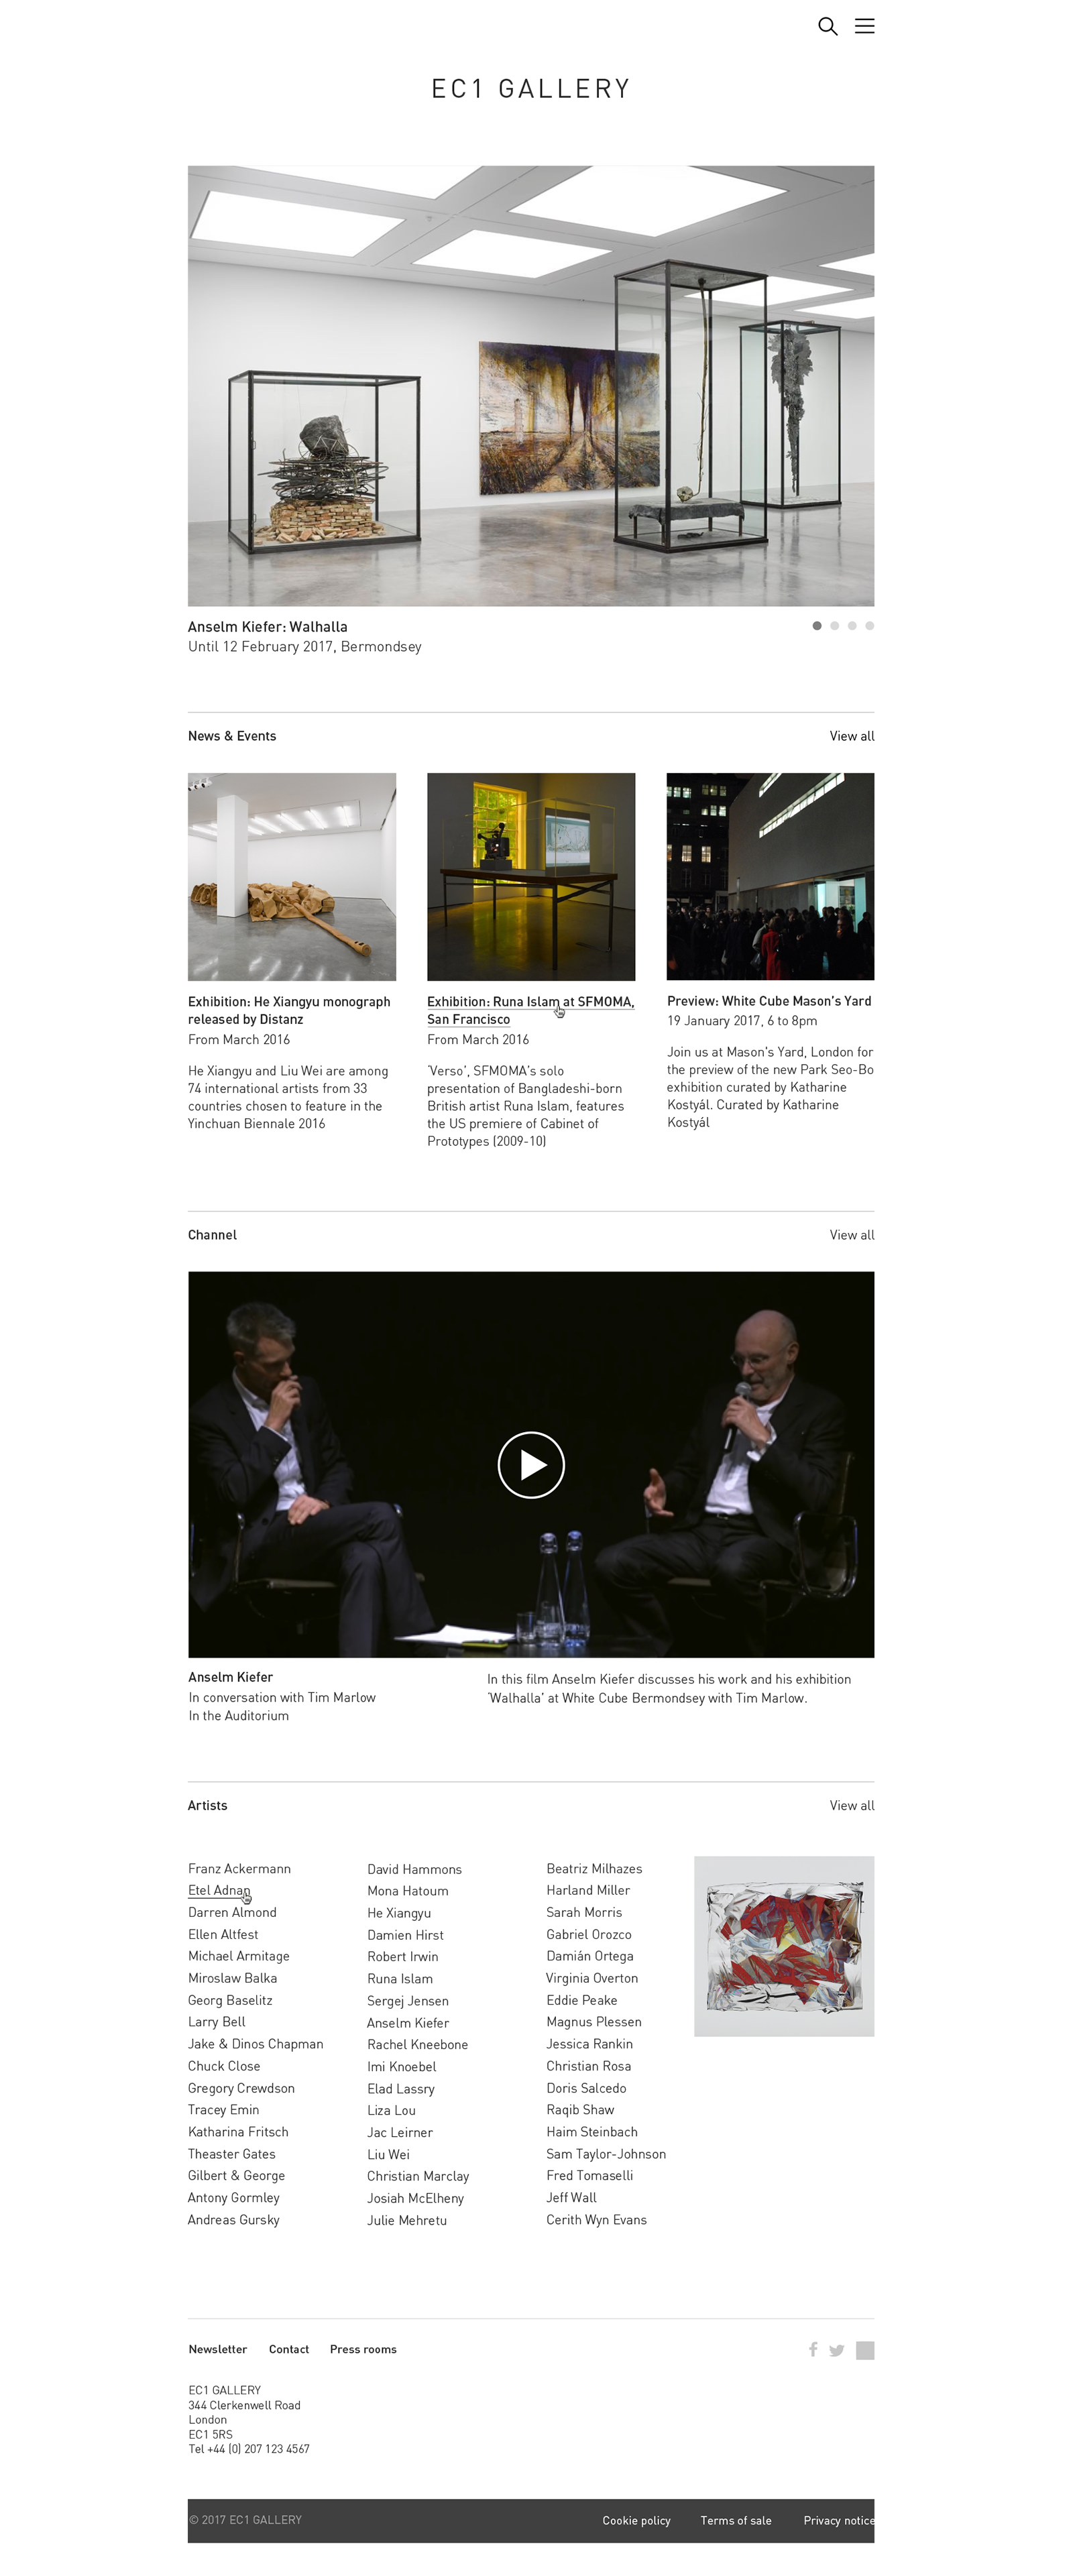 EC1 GALLERY
Anselm Kiefer: Walhalla
Until 12 February 2017, Bermondsey
News & Events
View all
Exhibition: He Xiangyu monograph
released by Distanz
From March 2016
He Xiangyu and Liu Wei are among
74 international artists from 33
countries chosen to feature in the
Yinchuan Biennale 2016
Exhibition: Runa Islam at SFMOMA,
San Francisco
From March 2016
'Verso', SFMOMA's solo
presentation of Bangladeshi-born
British artist Runa Islam, features
the US premiere of Cabinet of
Prototypes (2009-10)
Preview: White Cube Mason's Yard
19 January 2017, 6 to 8pm
Join us at Mason's Yard, London for
the preview of the new Park Seo-Bo
exhibition curated by Katharine
Kostyál. Curated by Katharine
Kostyál
Channel
View all
Anselm Kiefer
In conversation with Tim Marlow
In the Auditorium
In this film Anselm Kiefer discusses his work and his exhibition
'Walhalla' at White Cube Bermondsey with Tim Marlow.
Artists
View all
Franz Ackermann
Etel Adnan
Darren Almond
Ellen Altfest
Michael Armitage
Miroslaw Balka
Georg Baselitz
Larry Bell
Jake & Dinos Chapman
Chuck Close
Gregory Crewdson
Tracey Emin
Katharina Fritsch
Theaster Gates
Gilbert & George
Antony Gormley
Andreas Gursky
David Hammons
Mona Hatoum
He Xiangyu
Damien Hirst
Robert Irwin
Runa Islam
Sergej Jensen
Anselm Kiefer
Rachel Kneebone
Imi Knoebel
Elad Lassry
Liza Lou
Jac Leirner
Liu Wei
Christian Marclay
Josiah McElheny
Julie Mehretu
Beatriz Milhazes
Harland Miller
Sarah Morris
Gabriel Orozco
Damián Ortega
Virginia Overton
Eddie Peake
Magnus Plessen
Jessica Rankin
Christian Rosa
Doris Salcedo
Raqib Shaw
Haim Steinbach
Sam Taylor-Johnson
Fred Tomaselli
Jeff Wall
Cerith Wyn Evans
Newsletter
Contact
Press rooms
EC1 GALLERY
344 Clerkenwell Road
London
EC1 5RS
Tel +44 (0) 207 123 4567
© 2017 EC1 GALLERY
Cookie policy
Terms of sale
Privacy notice